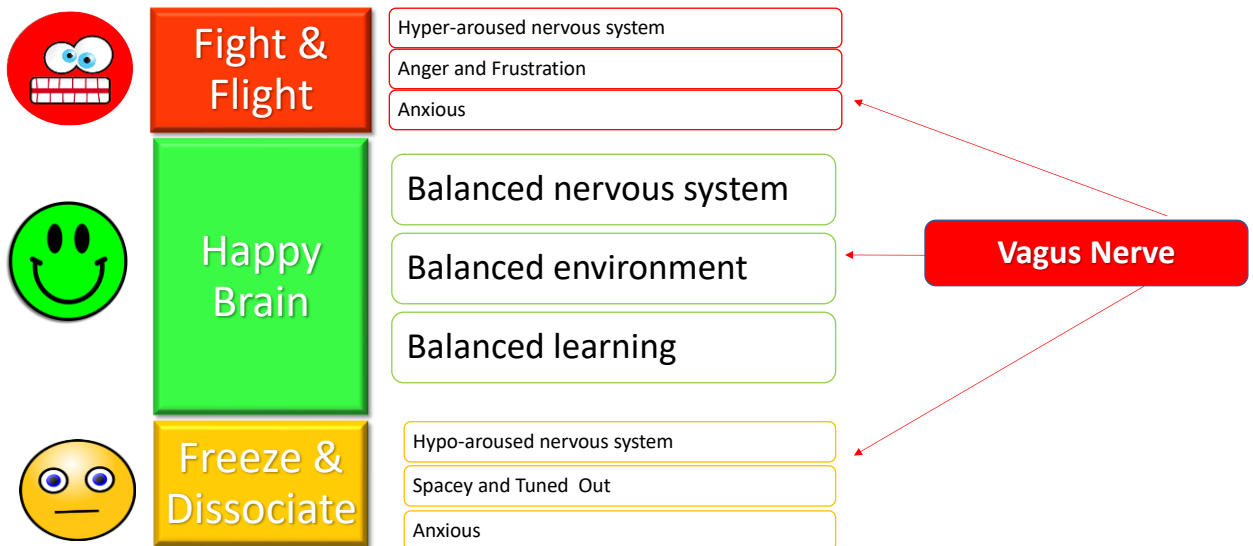 Fight &
Flight
Hyper-aroused nervous system
Anger and Frustration
Anxious
Happy
Brain
Balanced nervous system
Balanced environment
Balanced learning
Vagus Nerve
Freeze &
Dissociate
Hypo-aroused nervous system
Spacey and Tuned  Out
Anxious